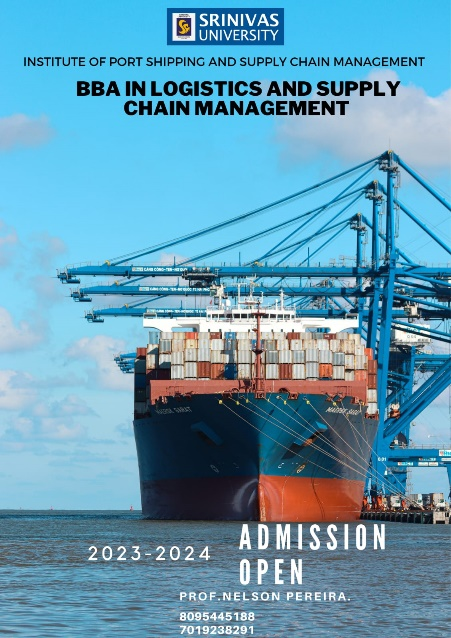 SRINIVAS
UNIVERSITY
INSTITUTE OF PORT SHIPPING AND SUPPLY CHAIN MANAGEMENT
BBA IN LOGISTICS AND SUPPLY
CHAIN MANAGEMENT
2023-2024
ADMISSION
OPEN
PROF.NELSON PEREIRA.
8095445188
7019238291